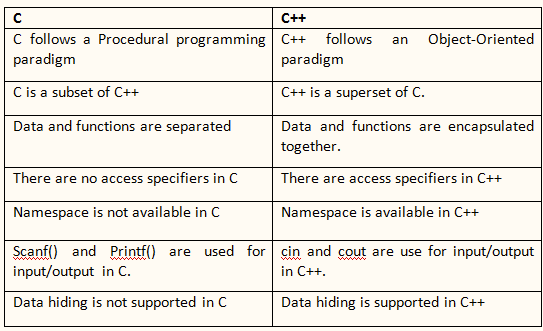 C C++
C follows a Procedural programming C++ follows an Object-Oriented
paradigm paradigm
C is a subset of C++ C++ is a superset of C.
Data and functions are separated Data and functions are encapsulated
together.
There are no access specifiers in C There are access specifiers in C++
Namespace is not available in C Namespace is available in C++
Scanf() and Printf() are used for cin and cout are use for input/output
input/output in C. in C++.
Data hiding is not supported in C Data hiding is supported in C++